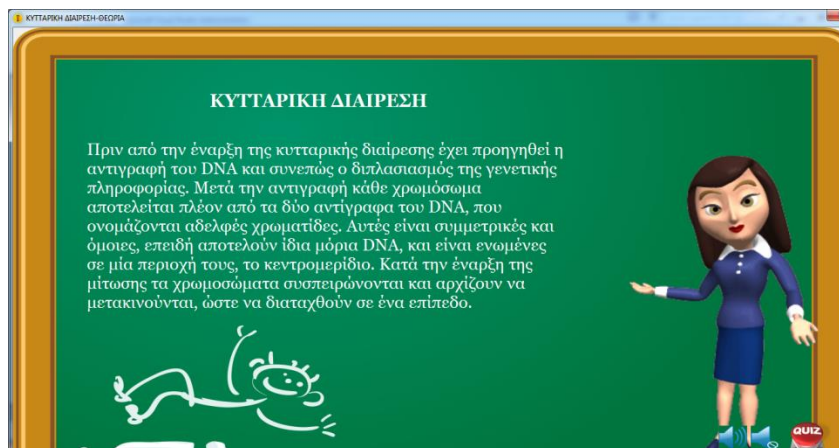 ΚΥΤΤΑΡΙΚΗ ΔΙΑΙΡΕΣΗ-ΘΕΩΡΙΑ
ΚΥΤΤΑΡΙΚΗ ΔΙΑΙΡΕΣΗ
Πριν από την έναρξη της κυτταρικής διαίρεσης έχει προηγηθεί η
αντιγραφή του DNA και συνεπώς ο διπλασιασμός της γενετικής
πληροφορίας. Μετά την αντιγραφή κάθε χρωμόσωμα
αποτελείται πλέον από τα δύο αντίγραφα του DNA, που
ονομάζονται αδελφές χρωματίδες. Αυτές είναι συμμετρικές και
όμοιες, επειδή αποτελούν ίδια μόρια DNA, και είναι ενωμένες
σε μία περιοχή τους, το κεντρομερίδιο. Κατά την έναρξη της
μίτωσης τα χρωμοσώματα συσπειρώνονται και αρχίζουν να
μετακινούνται, ώστε να διαταχθούν σε ένα επίπεδο.
QUIZ